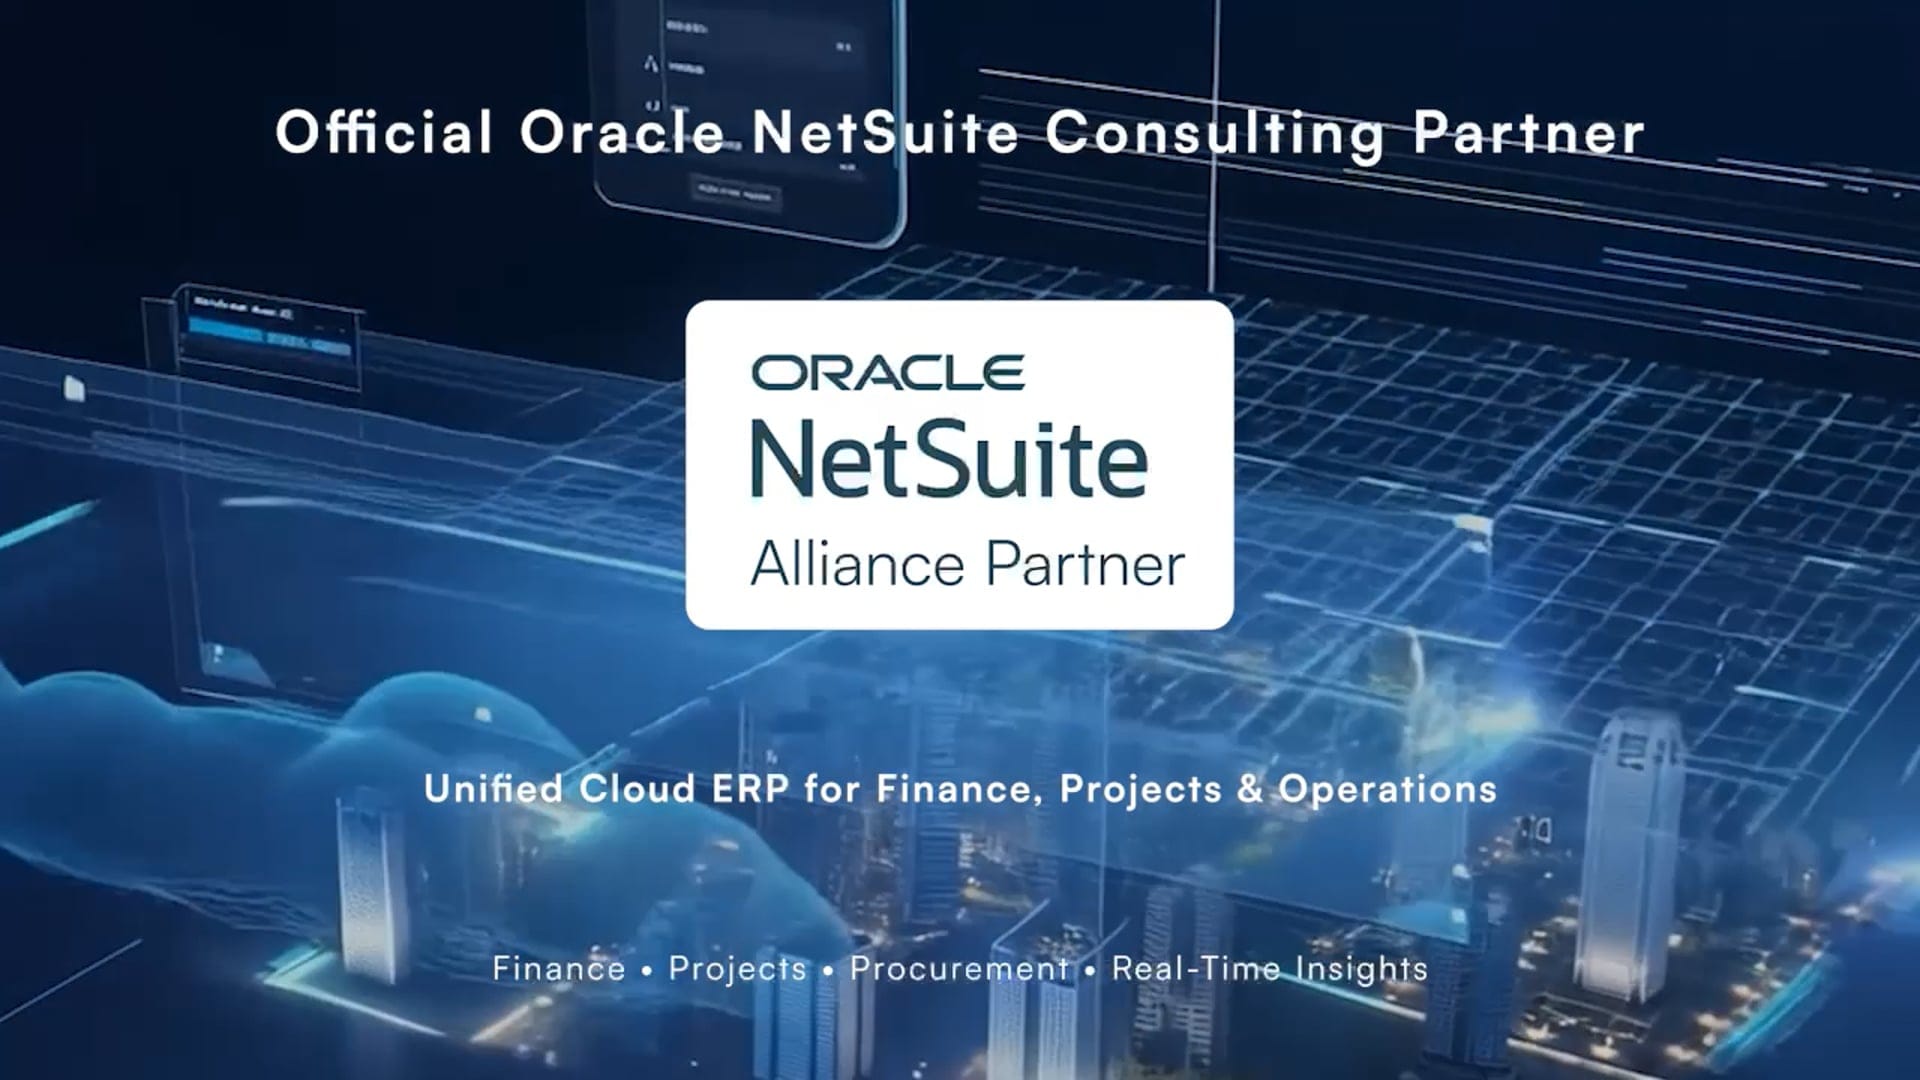 Official Oracle NetSuite Consulting Partner
ORACLE
NetSuite
Alliance Partner
Unified Cloud ERP for Finance, Projects & Operations
Finance • Projects • Procurement • Real-Time Insights